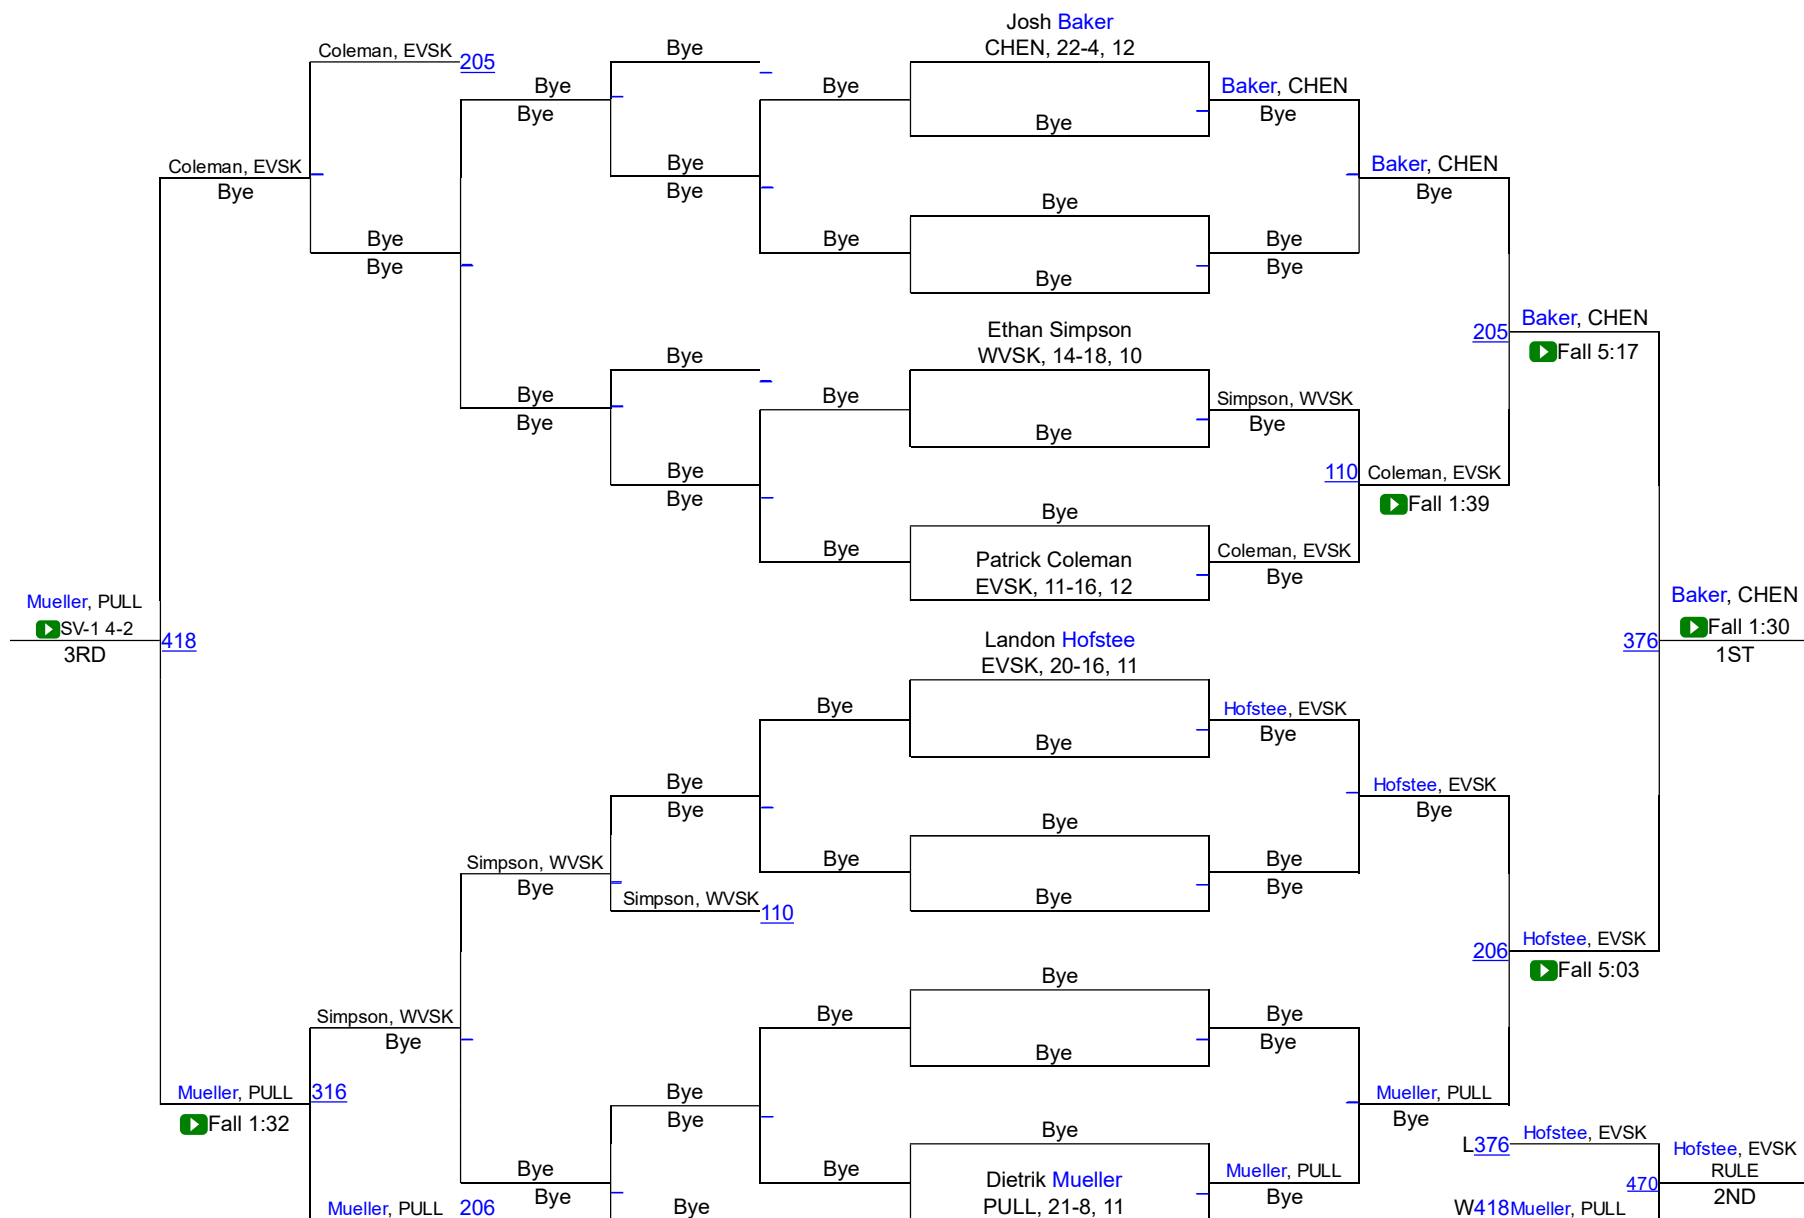 Josh Baker
CHEN, 22-4, 12
Coleman, EVSK 205
Bye
Bye
Bye
Baker, CHEN
Bye
Bye
Bye
Bye
Baker, CHEN
Coleman, EVSK
Bye
Bye
Bye
Bye
Bye
Bye
Bye
Bye
Bye
Bye
Bye
Bye
Ethan Simpson
WVSK, 14-18, 10
205
Baker, CHEN
Fall 5:17
Bye
Bye
Bye
Bye
Simpson, WVSK
Bye
Bye
Bye
Bye
110
Coleman, EVSK
Fall 1:39
Bye
Bye
Patrick Coleman
EVSK, 11-16, 12
Coleman, EVSK
Bye
Mueller, PULL
SV-1 4-2
3RD
418
Baker, CHEN
Fall 1:30
1ST
376
Landon Hofstee
EVSK, 20-16, 11
Bye
Hofstee, EVSK
Bye
Bye
Bye
Bye
Hofstee, EVSK
Bye
Bye
Simpson, WVSK
Bye
Bye
Bye
Bye
Bye
Simpson, WVSK 110
206
Hofstee, EVSK
Fall 5:03
Bye
Simpson, WVSK
Bye
Bye
Bye
Bye
Bye
Mueller, PULL
Fall 1:32
316
Bye
Bye
Mueller, PULL
Bye
Bye
L376 Hofstee, EVSK
Hofstee, EVSK
RULE
2ND
470
W418 Mueller, PULL
Bye
Bye
Bye
Dietrik Mueller
PULL, 21-8, 11
Mueller, PULL
Bye
Mueller, PULL 206
Bye